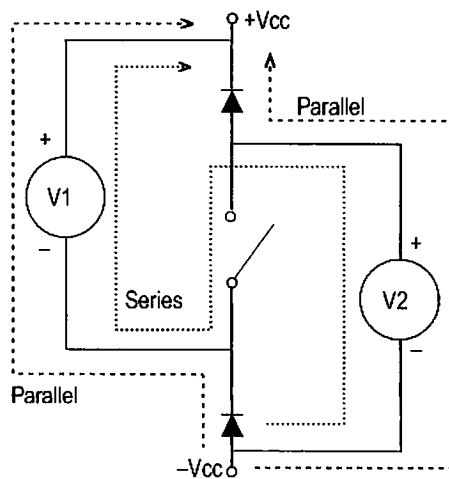 +Vcc
Parallel
+
V1
–
+
V2
–
Series
Parallel
–Vcc